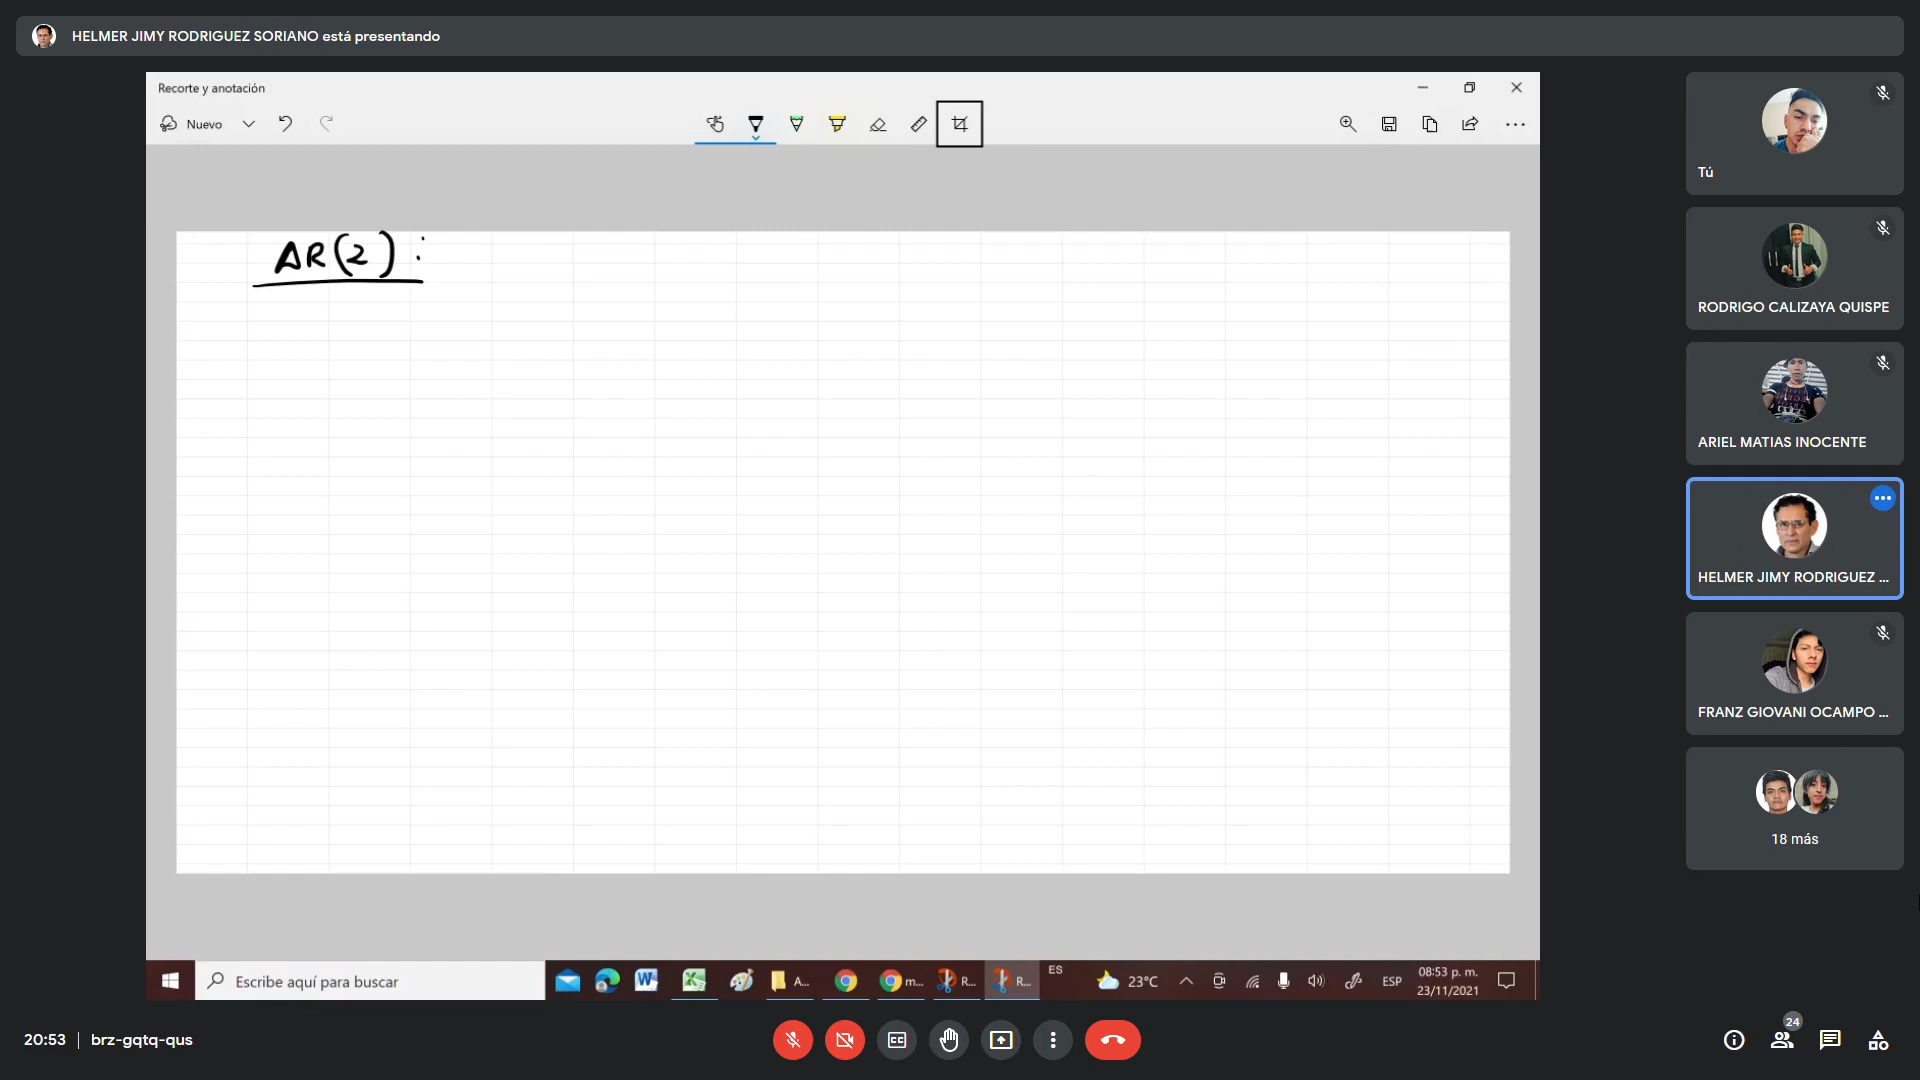 HELMER JIMY RODRIGUEZ SORIANO está presentando
Recorte y anotación
Nuevo
AR(2) :
Tú
RODRIGO CALIZAYA QUISPE
ARIEL MATIAS INOCENTE
HELMER JIMY RODRIGUEZ ...
FRANZ GIOVANI OCAMPO ...
18 más
Escribe aquí para buscar
A...
m...
R...
R...
ES
23°C
ESP
08:53 p. m.
23/11/2021
20:53
brz-gqtq-qus
24